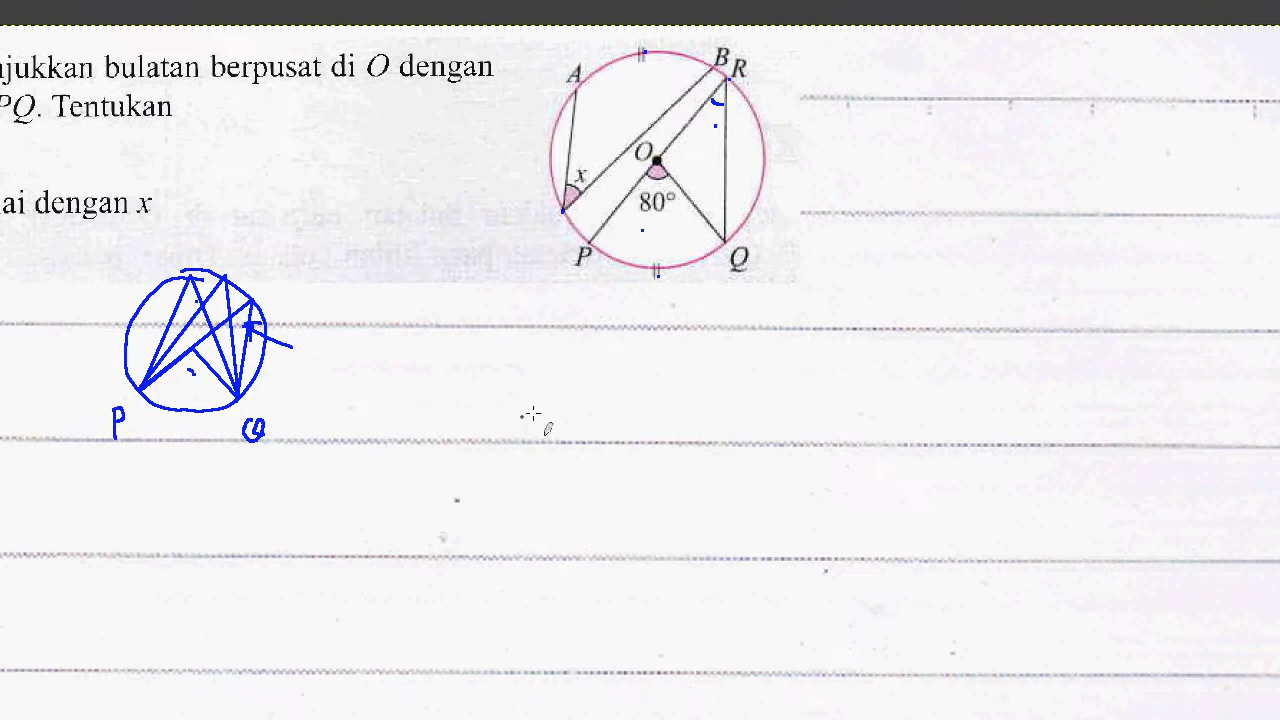 jukkan bulatan berpusat di O dengan
PQ. Tentukan
ai dengan x
A
B
R
x
O
80°
P
Q
P
Q